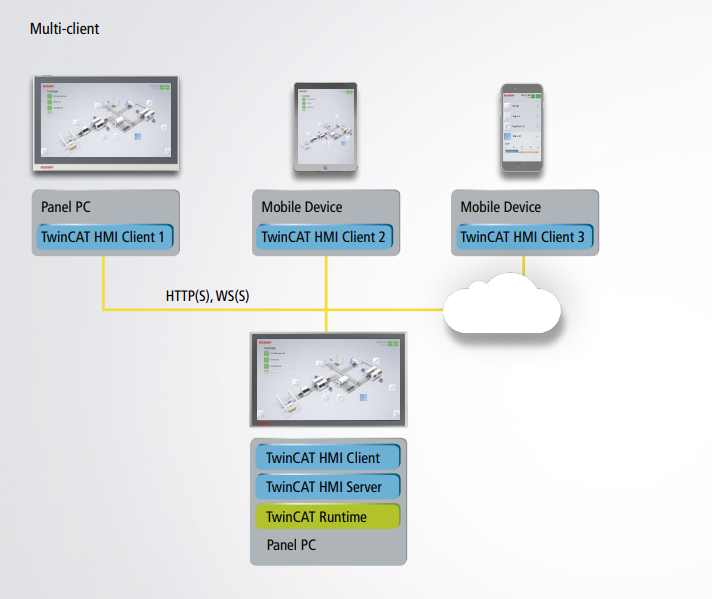 Multi-client
Panel PC
TwinCAT HMI Client 1
Mobile Device
TwinCAT HMI Client 2
Mobile Device
TwinCAT HMI Client 3
HTTP(S), WS(S)
TwinCAT HMI Client
TwinCAT HMI Server
TwinCAT Runtime
Panel PC